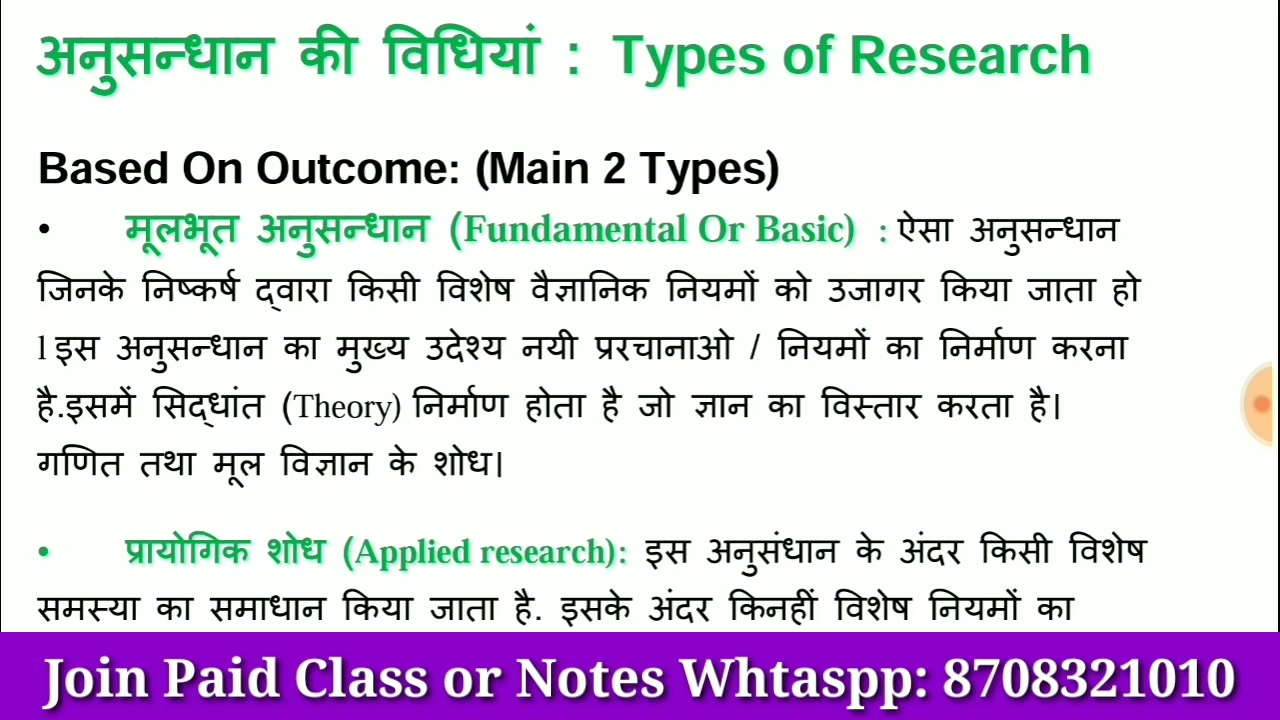 अनुसन्धान की विधियां : Types of Research
Based On Outcome: (Main 2 Types)
• मूलभूत अनुसन्धान (Fundamental Or Basic) : ऐसा अनुसन्धान
जिनके निष्कर्ष द्वारा किसी विशेष वैज्ञानिक नियमों को उजागर किया जाता हो
l इस अनुसन्धान का मुख्य उदेश्य नयी प्ररचानाओ / नियमों का निर्माण करना
है.इसमें सिद्धांत (Theory) निर्माण होता है जो ज्ञान का विस्तार करता है।
गणित तथा मूल विज्ञान के शोध।
• प्रायोगिक शोध (Applied research): इस अनुसंधान के अंदर किसी विशेष
समस्या का समाधान किया जाता है. इसके अंदर किनहीं विशेष नियमों का
Join Paid Class or Notes Whtaspp: 8708321010